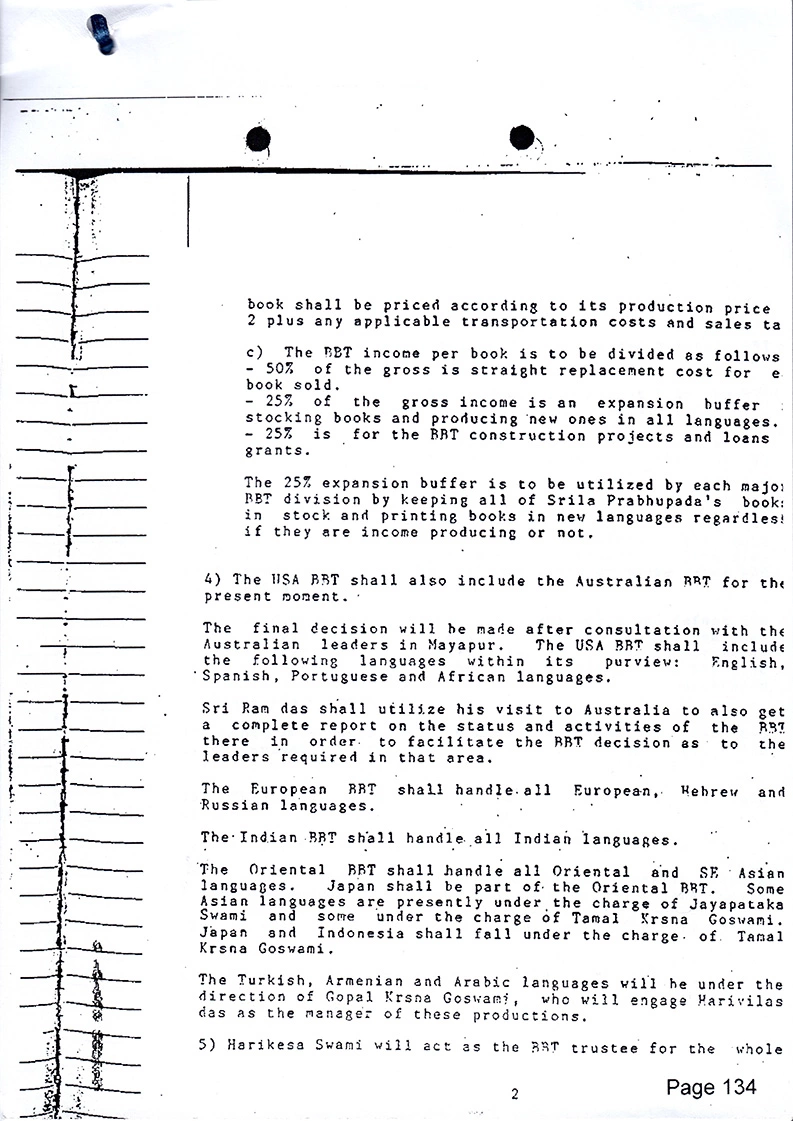 book shall be priced according to its production price
2 plus any applicable transportation costs and sales ta
c) The BBT income per book is to be divided as follows
- 50% of the gross is straight replacement cost for e
book sold.
- 25% of the gross income is an expansion buffer
stocking books and producing new ones in all languages.
- 25% is for the BBT construction projects and loans
grants.
The 25% expansion buffer is to be utilized by each major
BBT division by keeping all of Srila Prabhupada's books
in stock and printing books in new languages regardless
if they are income producing or not.
4) The USA BBT shall also include the Australian BBT for the
present moment.
The final decision will be made after consultation with the
Australian leaders in Mayapur. The USA BBT shall include
the following languages within its purview: English,
Spanish, Portuguese and African languages.
Sri Ram das shall utilize his visit to Australia to also get
a complete report on the status and activities of the BBT
there in order to facilitate the BBT decision as to the
leaders required in that area.
The European BBT shall handle all European, Hebrew and
Russian languages.
The Indian BBT shall handle all Indian languages.
The Oriental BBT shall handle all Oriental and SE Asian
languages. Japan shall be part of the Oriental BBT. Some
Asian languages are presently under the charge of Jayapataka
Swami and some under the charge of Tamal Krsna Goswami.
Japan and Indonesia shall fall under the charge of Tamal
Krsna Goswami.
The Turkish, Armenian and Arabic languages will be under the
direction of Gopal Krsna Goswami, who will engage Harivilas
das as the manager of these productions.
5) Harikesa Swami will act as the BBT trustee for the whole
2
Page 134